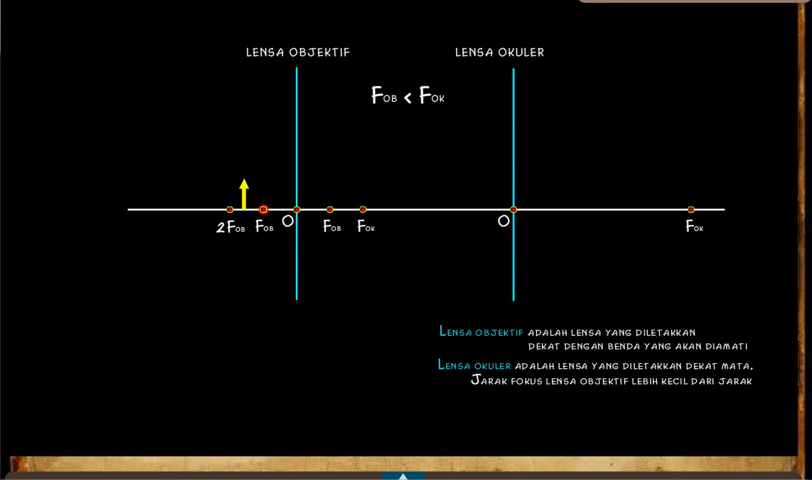 LENSA OBJEKTIF LENSA OKULER
FOB < FOK
2FOB FOB O FOB FOK O FOK
LENSA OBJEKTIF ADALAH LENSA YANG DILETAKKAN
DEKAT DENGAN BENDA YANG AKAN DIAMATI
LENSA OKULER ADALAH LENSA YANG DILETAKKAN DEKAT MATA.
JARAK FOKUS LENSA OBJEKTIF LEBIH KECIL DARI JARAK